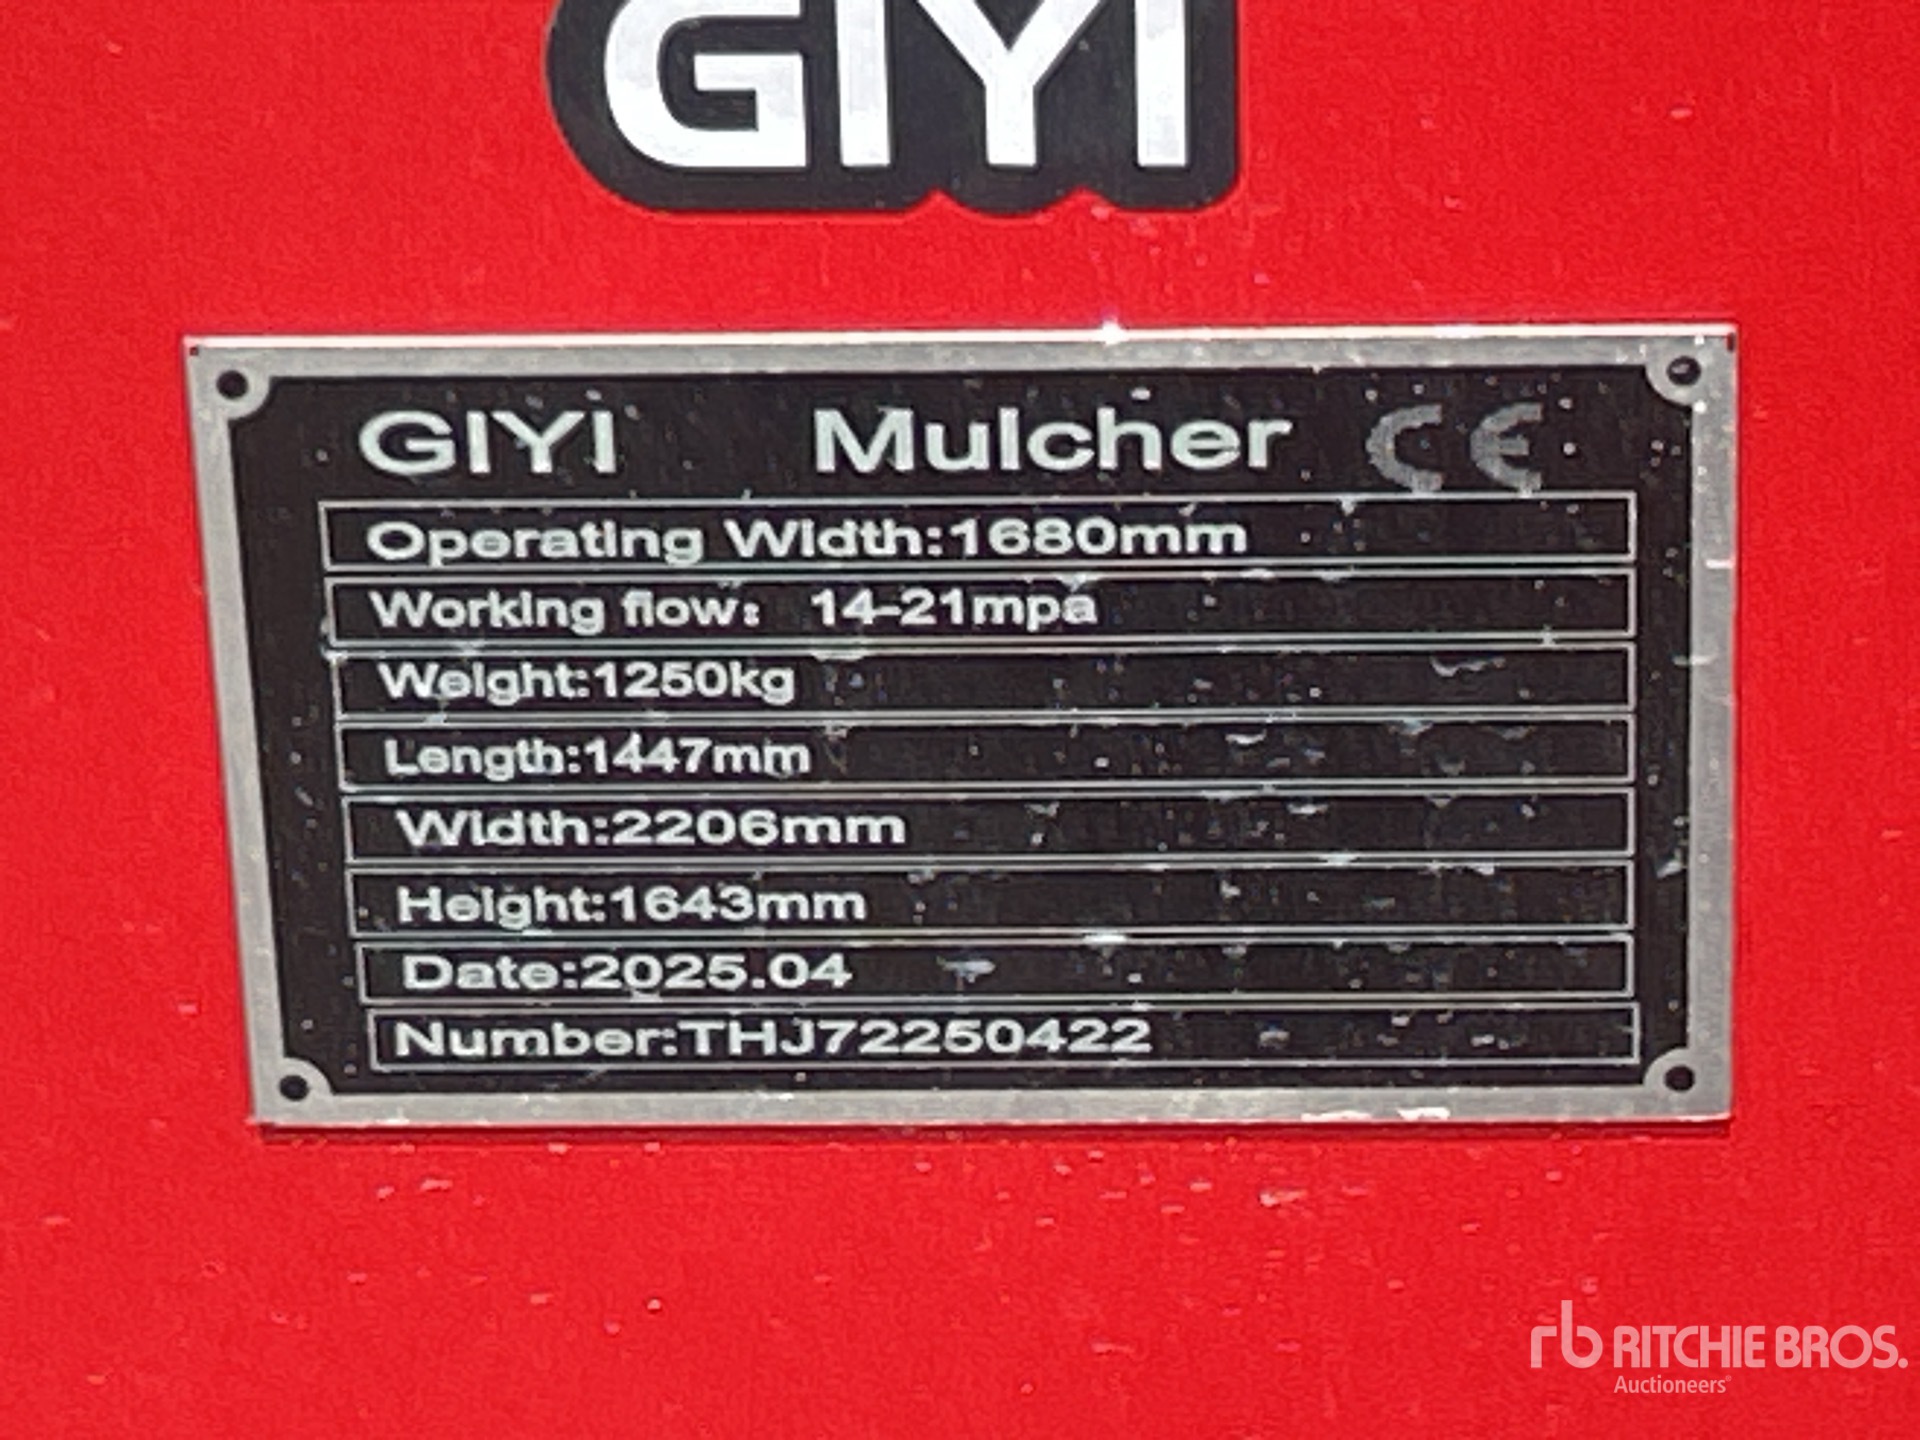 GIYI
GIYI Mulcher CE
Operating Width:1680mm
Working flow: 14-21mpa
Weight:1250kg
Length:1447mm
Width:2206mm
Height:1643mm
Date:2025.04
Number:THJ72250422
rb RITCHIE BROS.
Auctioneers